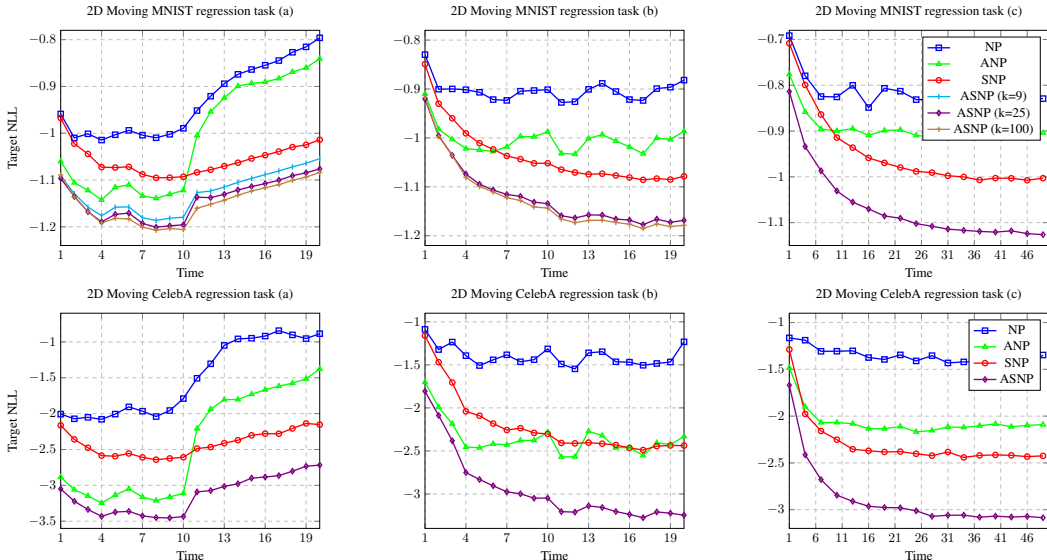 2D Moving MNIST regression task (a)
2D Moving MNIST regression task (b)
2D Moving MNIST regression task (c)
−0.8
−0.9
−1
−1.1
−1.2
Target NLL
1 4 7 10 13 16 19
Time
−0.8
−0.9
−1
−1.1
−1.2
1 4 7 10 13 16 19
Time
−0.7
−0.8
−0.9
−1
−1.1
1 6 11 16 21 26 31 36 41 46
Time
NP
ANP
SNP
ASNP (k=9)
ASNP (k=25)
ASNP (k=100)
2D Moving CelebA regression task (a)
2D Moving CelebA regression task (b)
2D Moving CelebA regression task (c)
−1
−1.5
−2
−2.5
−3
−3.5
Target NLL
1 4 7 10 13 16 19
Time
−1
−1.5
−2
−2.5
−3
1 4 7 10 13 16 19
Time
−1
−1.5
−2
−2.5
−3
1 6 11 16 21 26 31 36 41 46
Time
NP
ANP
SNP
ASNP